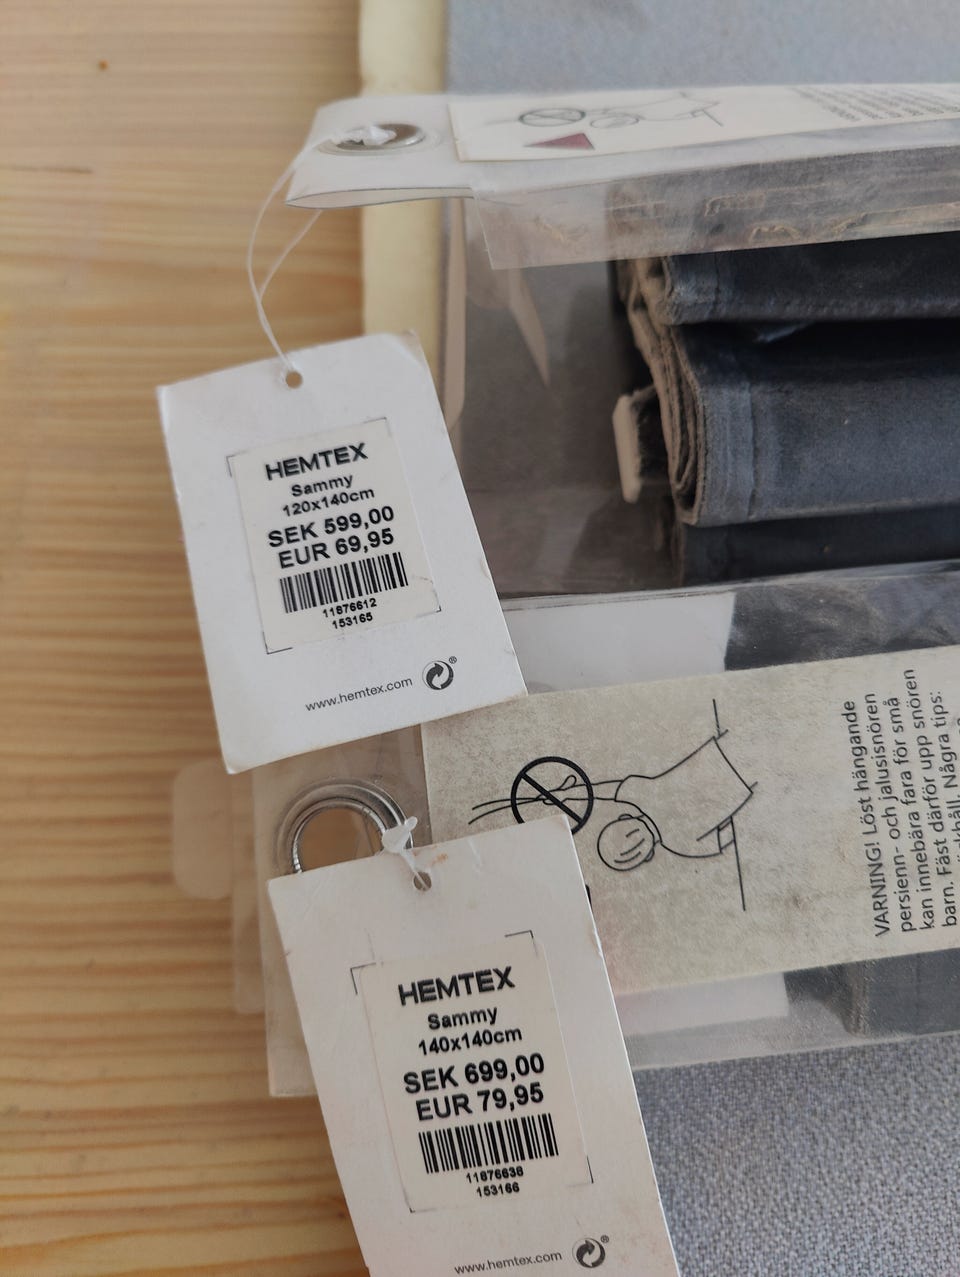 HEMTEX
Sammy
120x140cm
SEK 599,00
EUR 69,95
11876612
153165
www.hemtex.com
VARNING! Löst hängande
persienn- och jalusisnören
kan innebära fara för små
barn. Fäst därför upp snören
Några tips:
HEMTEX
Sammy
140x140cm
SEK 699,00
EUR 79,95
11876638
153166
www.hemtex.com